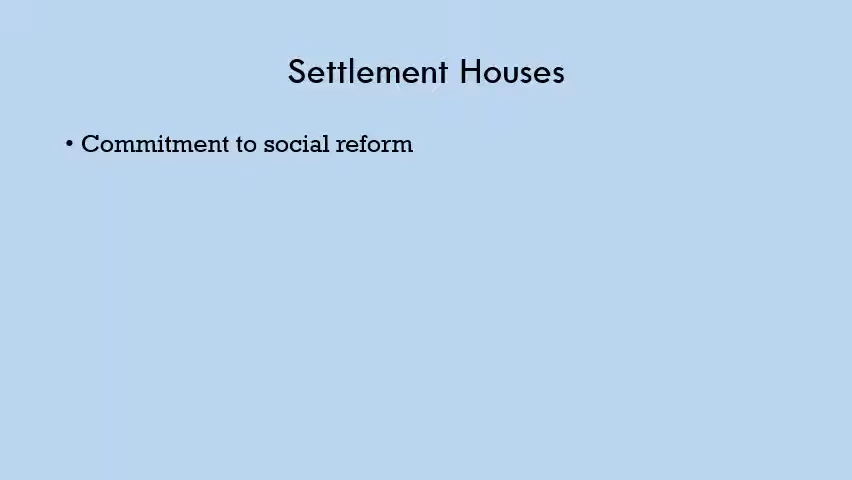 Settlement Houses
• Commitment to social reform